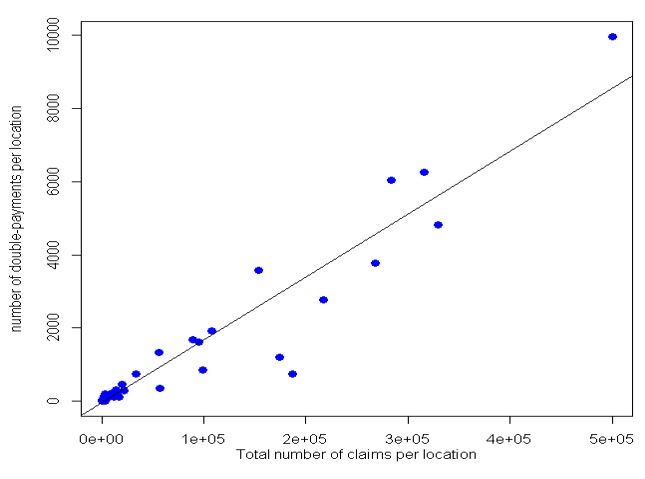 10000
8000
6000
4000
2000
0
number of double-payments per location
0e+00 1e+05 2e+05 3e+05 4e+05 5e+05
Total number of claims per location